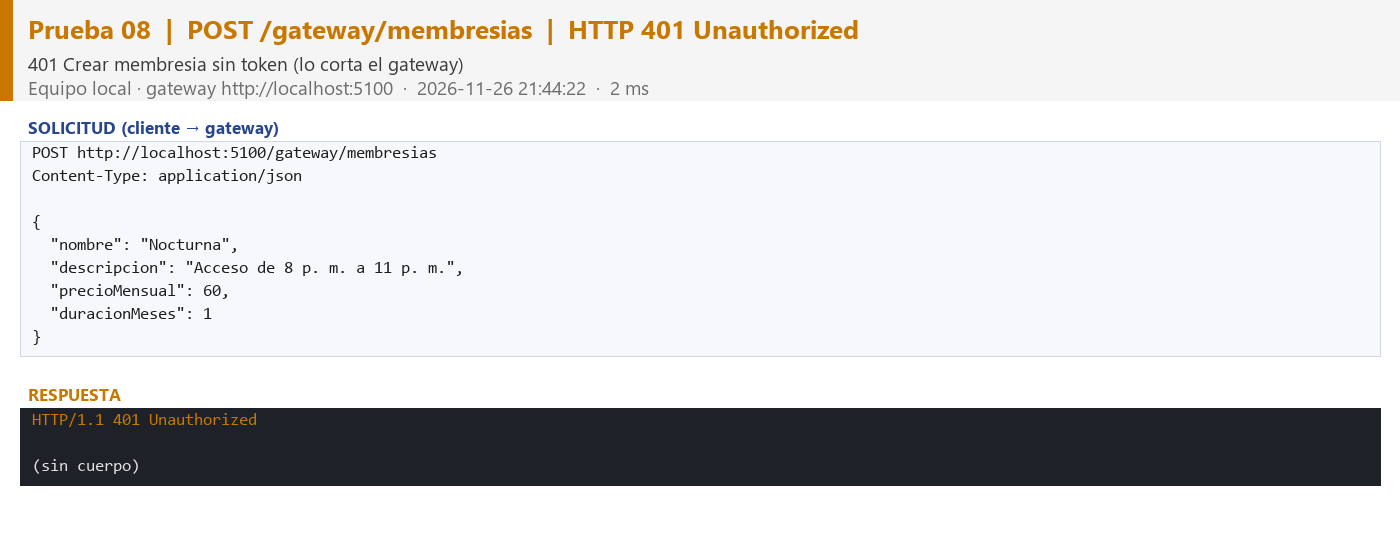 Prueba 08 | POST /gateway/membresias | HTTP 401 Unauthorized
401 Crear membresia sin token (lo corta el gateway)
Equipo local · gateway http://localhost:5100 · 2026-11-26 21:44:22 · 2 ms
SOLICITUD (cliente → gateway)
POST http://localhost:5100/gateway/membresias
Content-Type: application/json
{
"nombre": "Nocturna",
"descripcion": "Acceso de 8 p. m. a 11 p. m.",
"precioMensual": 60,
"duracionMeses": 1
}
RESPUESTA
HTTP/1.1 401 Unauthorized
(sin cuerpo)